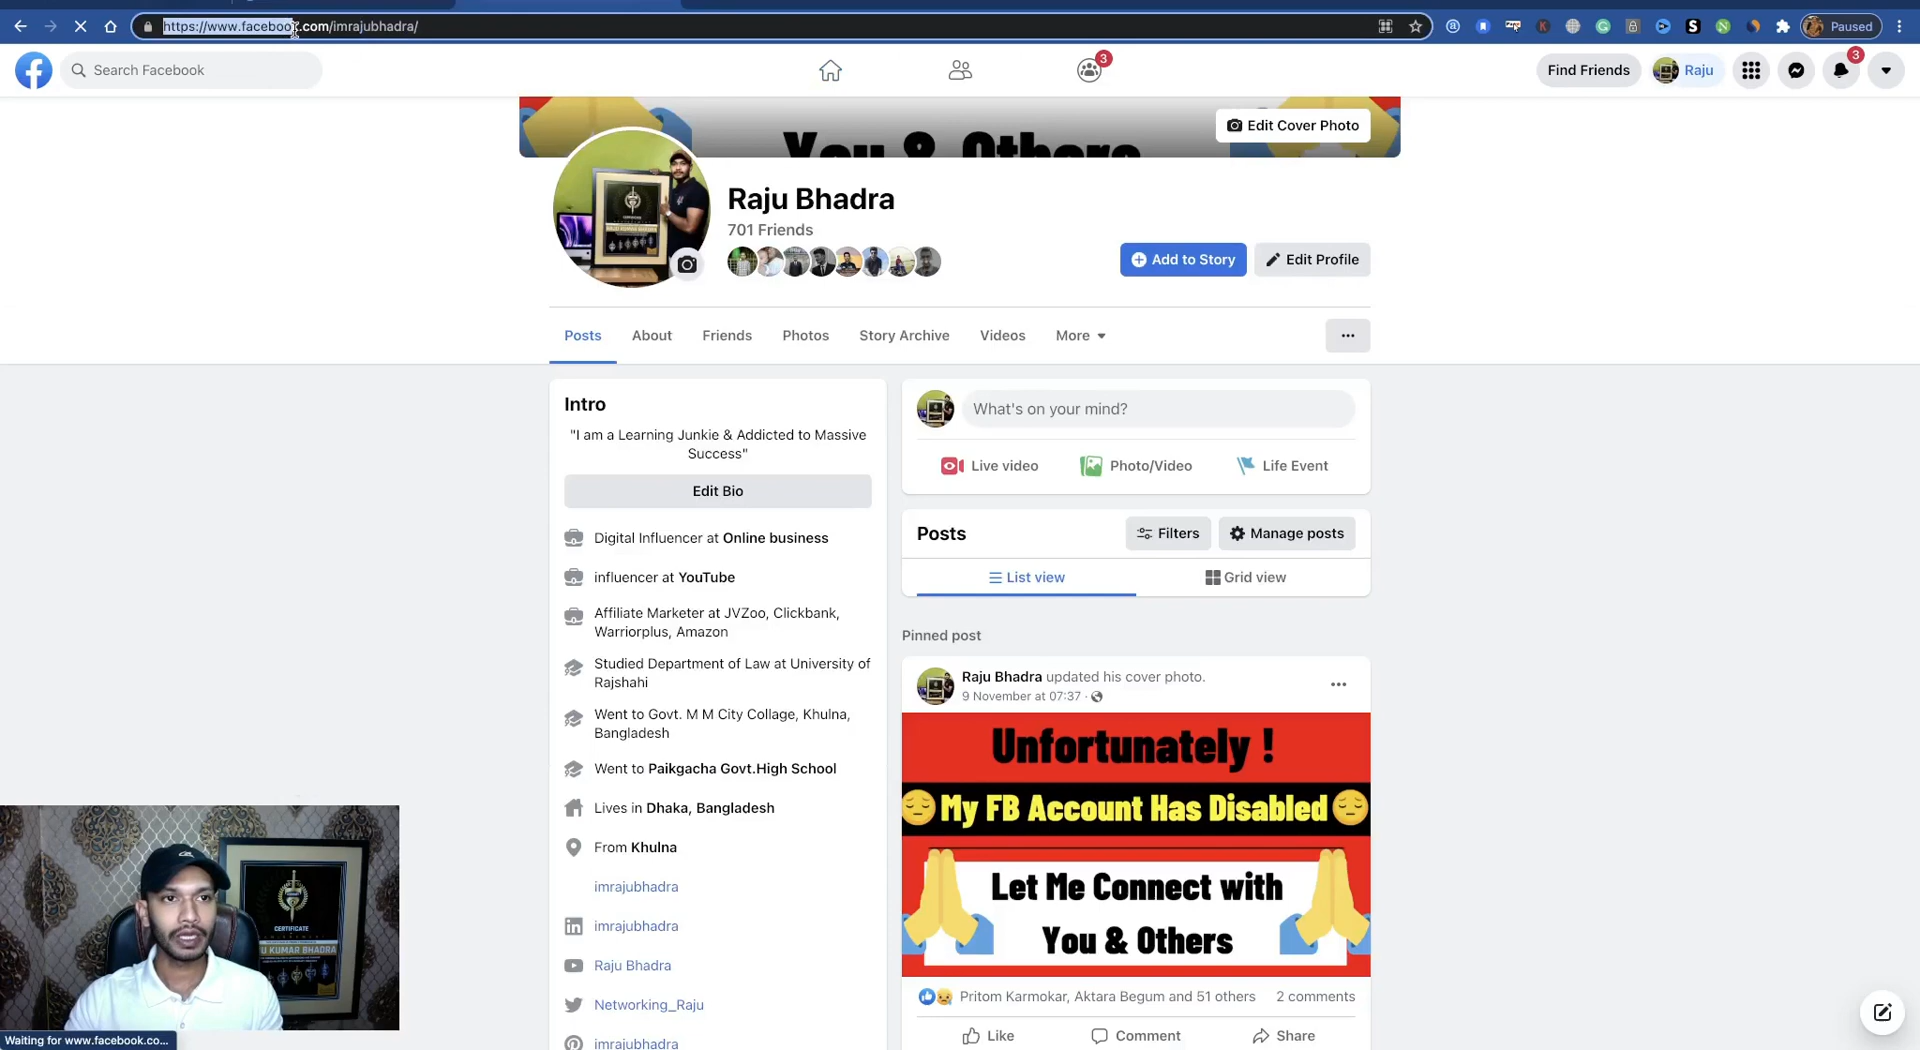 https://www.facebook.com/imrajubhadra/
Paused
Search Facebook
3
Find Friends
Raju
3
You & Others
Edit Cover Photo
Raju Bhadra
701 Friends
Add to Story
Edit Profile
Posts
About
Friends
Photos
Story Archive
Videos
More
Intro
"I am a Learning Junkie & Addicted to Massive
Success"
Edit Bio
Digital Influencer at Online business
influencer at YouTube
Affiliate Marketer at JVZoo, Clickbank,
Warriorplus, Amazon
Studied Department of Law at University of
Rajshahi
Went to Govt. M M City Collage, Khulna,
Bangladesh
Went to Paikgacha Govt.High School
Lives in Dhaka, Bangladesh
From Khulna
imrajubhadra
imrajubhadra
Raju Bhadra
Networking_Raju
imrajubhadra
What's on your mind?
Live video
Photo/Video
Life Event
Posts
Filters
Manage posts
List view
Grid view
Pinned post
Raju Bhadra updated his cover photo.
9 November at 07:37 ·
Unfortunately !
My FB Account Has Disabled
Let Me Connect with
You & Others
Pritom Karmokar, Aktara Begum and 51 others
2 comments
Like
Comment
Share
CERTIFICATE
U KUMAR BHADRA
Waiting for www.facebook.co...